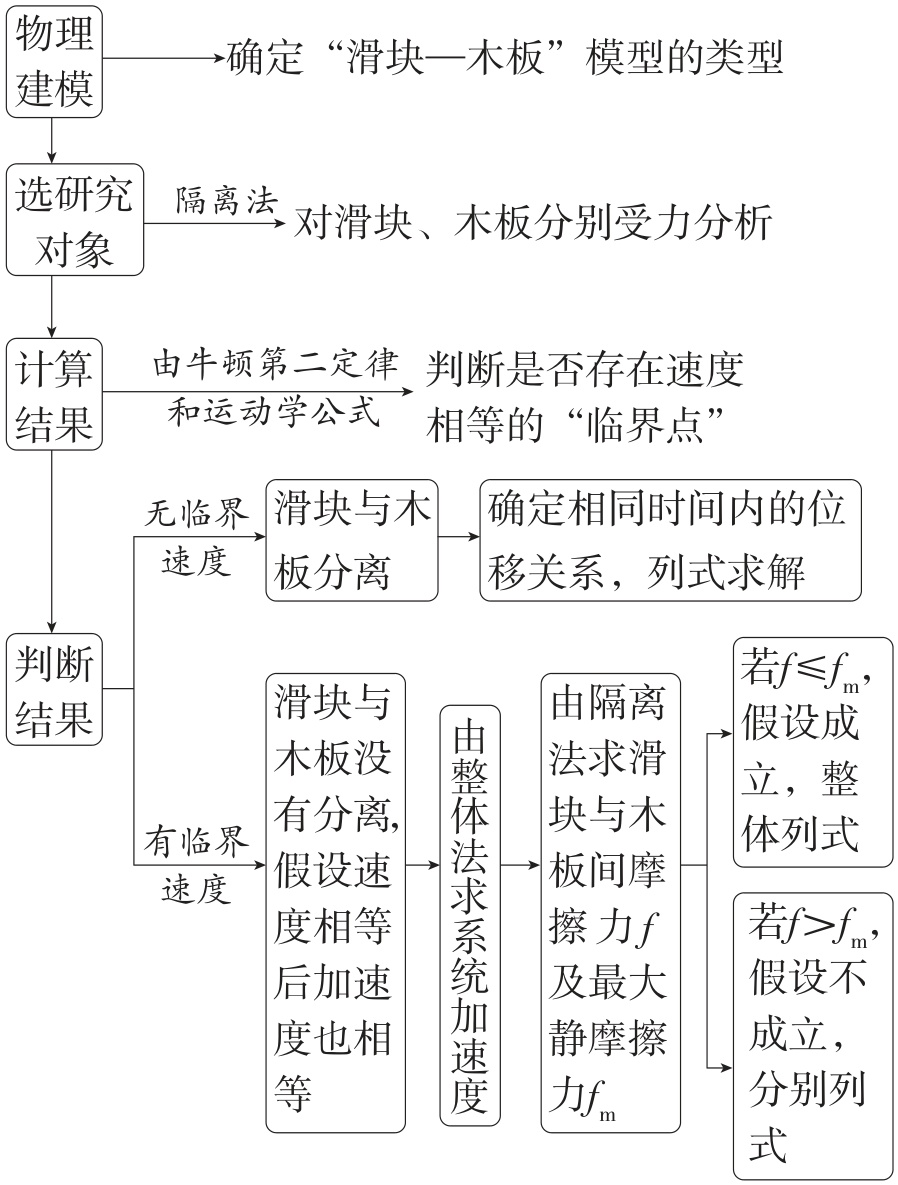 物理
建模
确定“滑块—木板”模型的类型
选研究
对象
隔离法
对滑块、木板分别受力分析
计算
结果
由牛顿第二定律
和运动学公式
判断是否存在速度
相等的“临界点”
判断
结果
无临界
速度
滑块与木
板分离
确定相同时间内的位
移关系，列式求解
有临界
速度
滑块与
木板没
有分离，
假设速
度相等
后加速
度也相
等
由整体法求系统加速度
由隔离
法求滑
块与木
板间摩
擦力f
及最大
静摩擦
力fm
若f≤fm，
假设成
立，整
体列式
若f>fm，
假设不
成立，
分别列
式